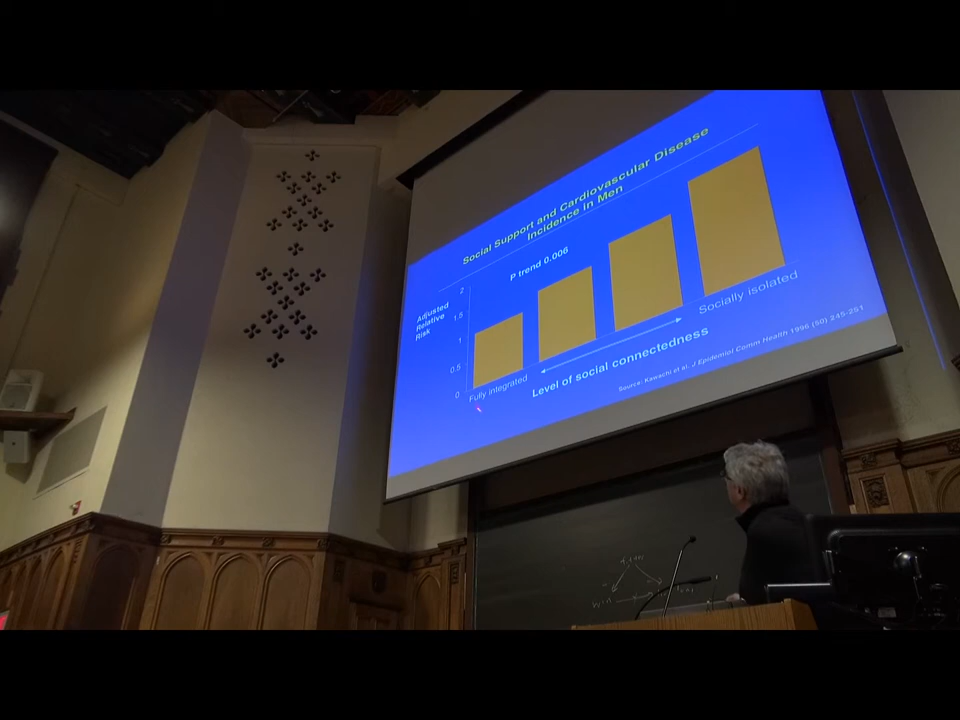 Social Support and Cardiovascular Disease
Incidence in Men
P trend 0.006
Adjusted
Relative
Risk
2
1.5
1
0.5
0
Fully integrated
Socially isolated
Level of social connectedness
Source: Kawachi et al. J Epidemiol Comm Health 1996 (50) 245-251